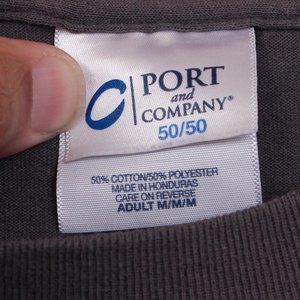 PORT
and
COMPANY®
50/50
50% COTTON/50% POLYESTER
MADE IN HONDURAS
CARE ON REVERSE
ADULT M/M/M